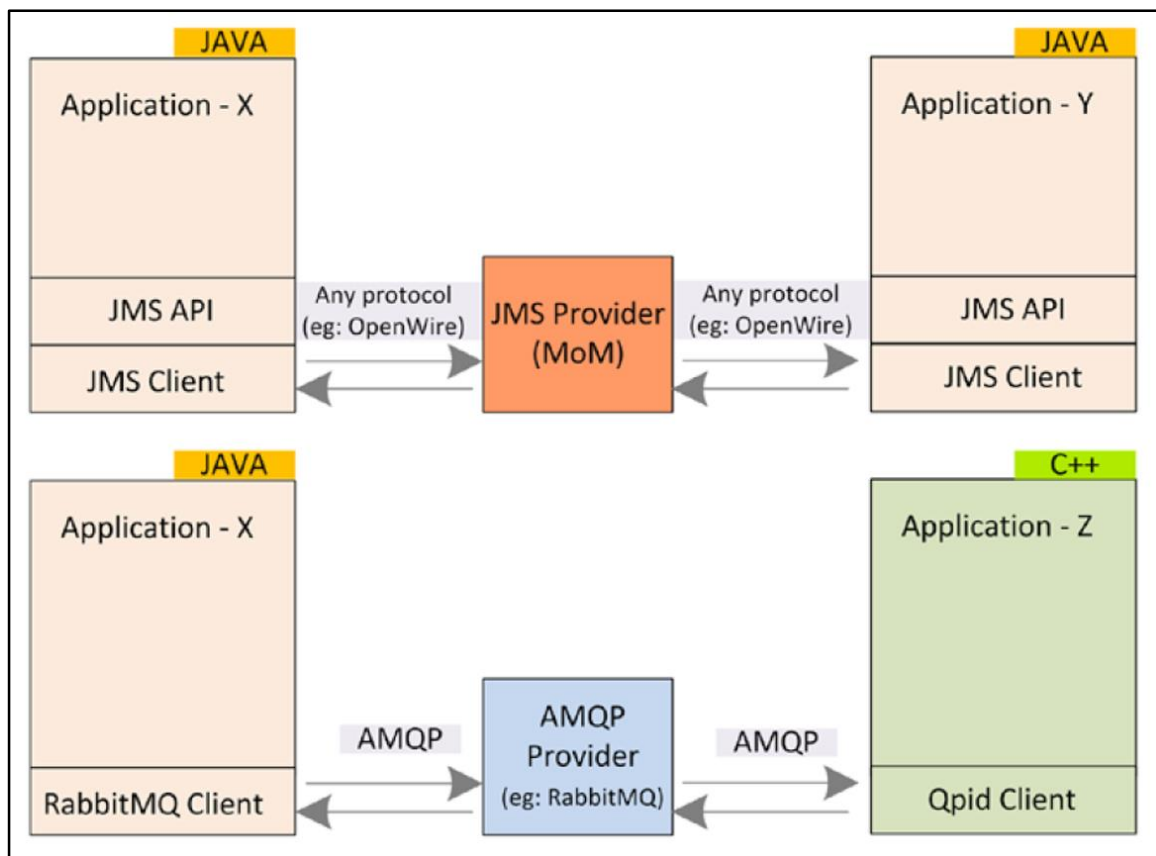 JAVA
JAVA
Application - X
Application - Y
Any protocol
(eg: OpenWire)
JMS Provider
(MoM)
Any protocol
(eg: OpenWire)
JMS API
JMS API
JMS Client
JMS Client
JAVA
C++
Application - X
Application - Z
AMQP
AMQP
Provider
(eg: RabbitMQ)
AMQP
RabbitMQ Client
Qpid Client